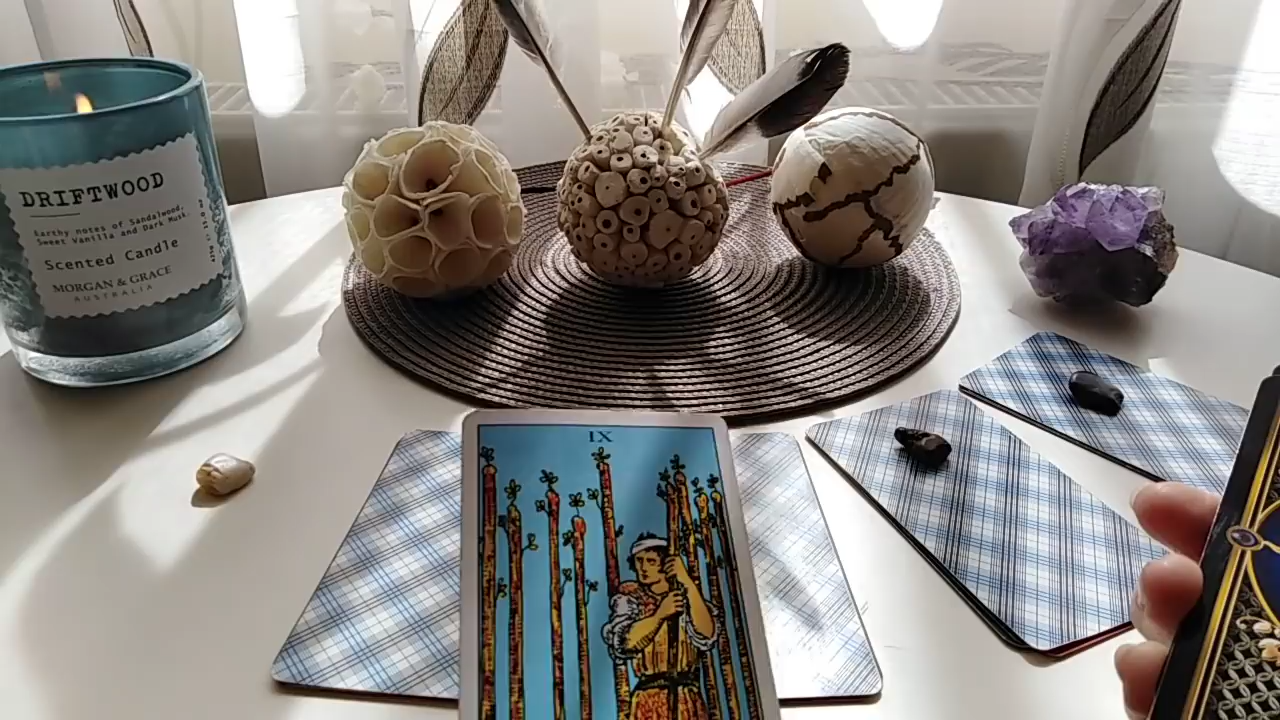 DRIFTWOOD
Earthy notes of Sandalwood,
Sweet Vanilla and Dark Musk.
Scented Candle
MORGAN & GRACE
AUSTRALIA
IX